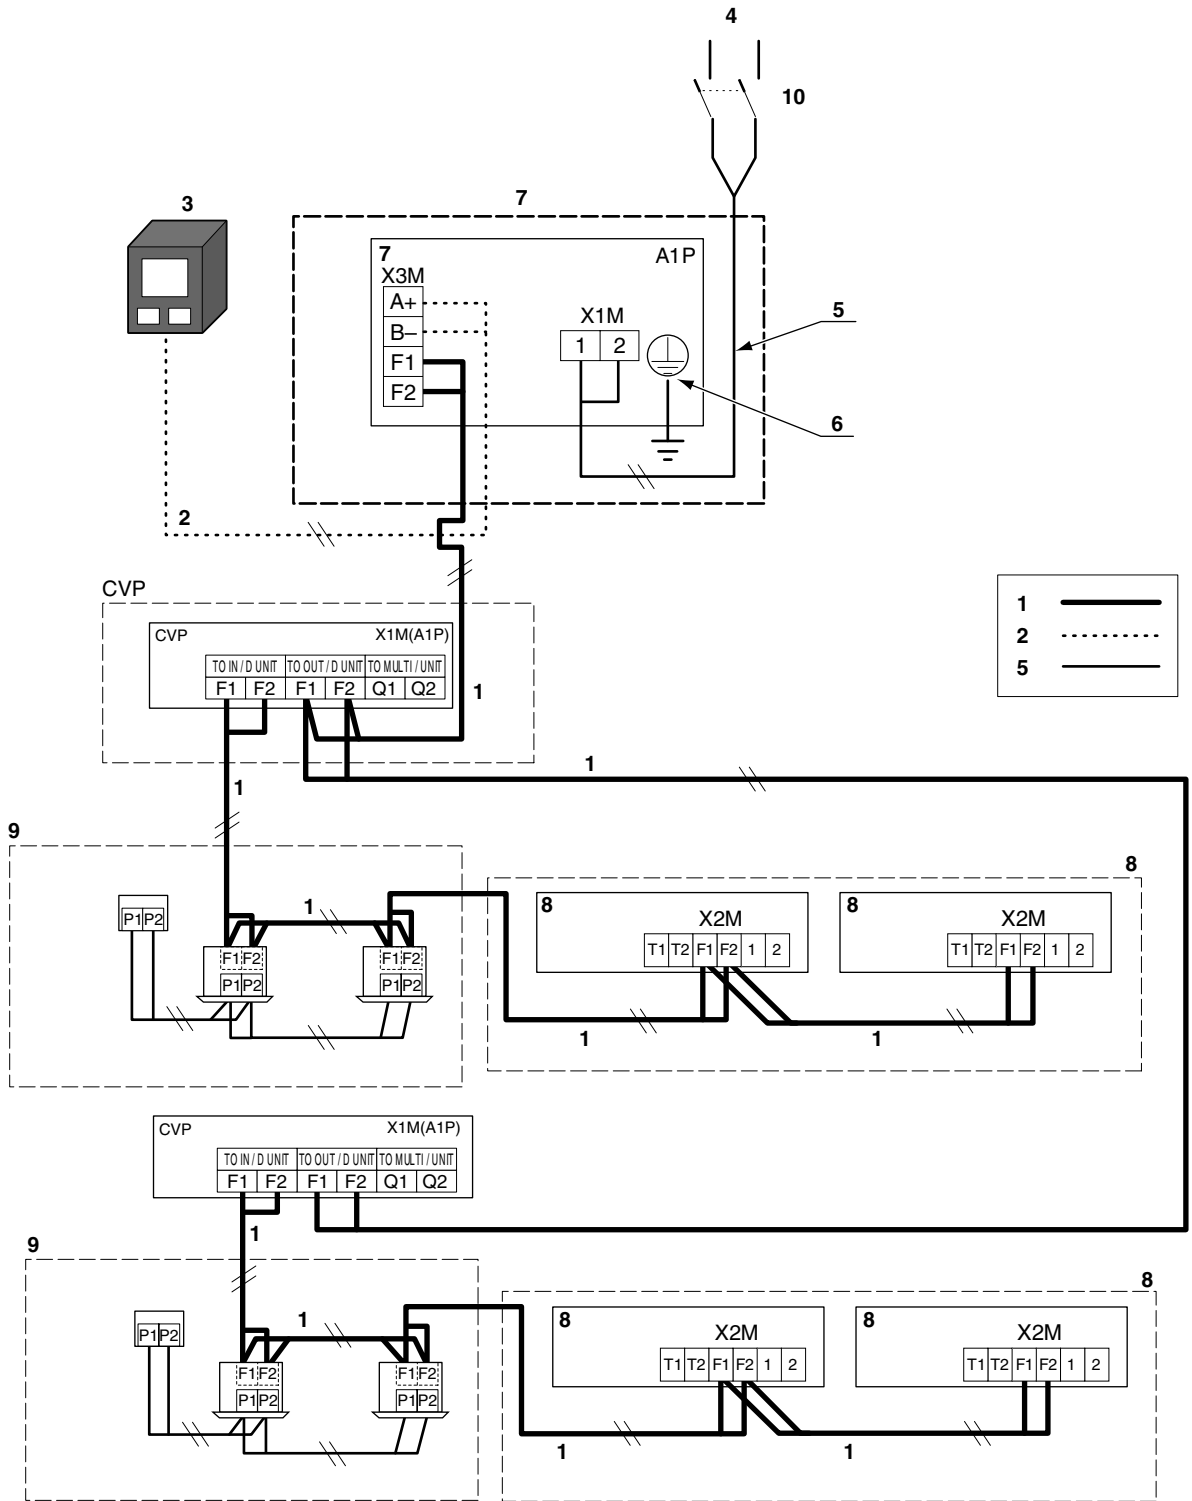 4
10
3
7
7
A1P
X3M
A+
B–
F1
F2
X1M
1 2
5
6
2
1
2
5
CVP
CVP X1M(A1P)
TO IN / D UNIT TO OUT / D UNIT TO MULTI / UNIT
F1 F2 F1 F2 Q1 Q2
1
1
1
9
8
P1 P2
1
F1 F2
P1 P2
F1 F2
P1 P2
8
X2M
T1 T2 F1 F2 1 2
8
X2M
T1 T2 F1 F2 1 2
1
1
CVP X1M(A1P)
TO IN / D UNIT TO OUT / D UNIT TO MULTI / UNIT
F1 F2 F1 F2 Q1 Q2
1
9
8
P1 P2
1
F1 F2
P1 P2
F1 F2
P1 P2
8
X2M
T1 T2 F1 F2 1 2
8
X2M
T1 T2 F1 F2 1 2
1
1